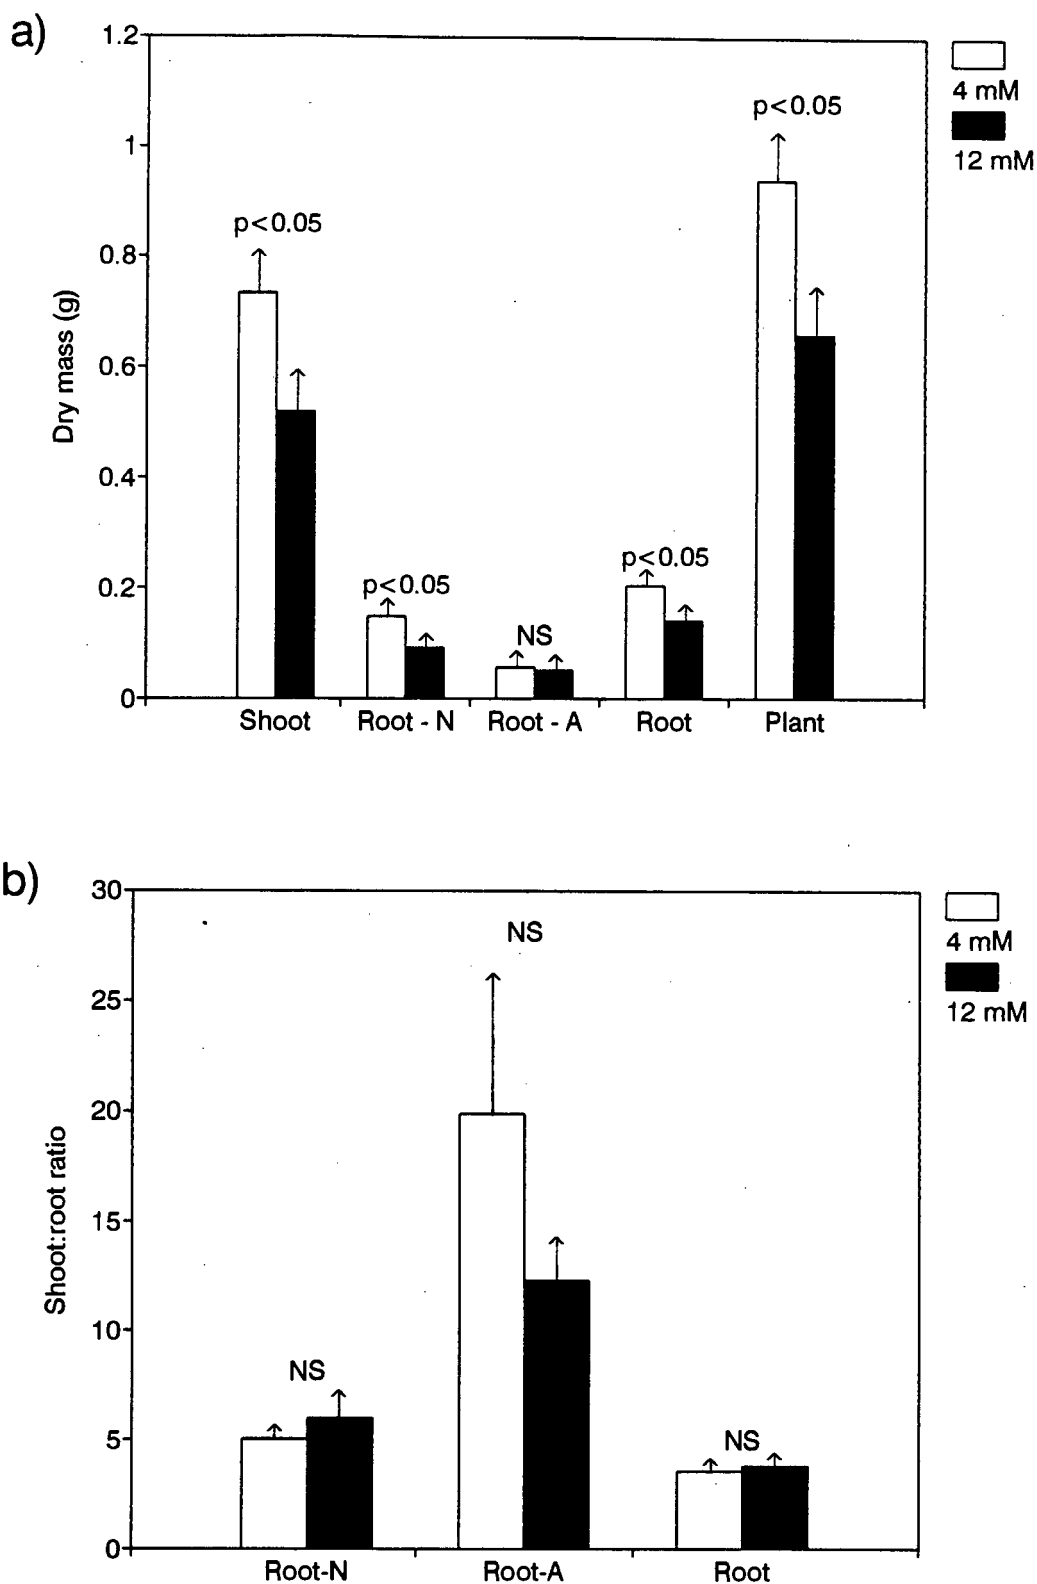 a)
1.2
1
0.8
0.6
0.4
0.2
0
Dry mass (g)
p<0.05
p<0.05
NS
p<0.05
p<0.05
4 mM
12 mM
Shoot Root - N Root - A Root Plant
b)
30
25
20
15
10
5
0
Shoot:root ratio
NS
NS
NS
4 mM
12 mM
Root-N Root-A Root